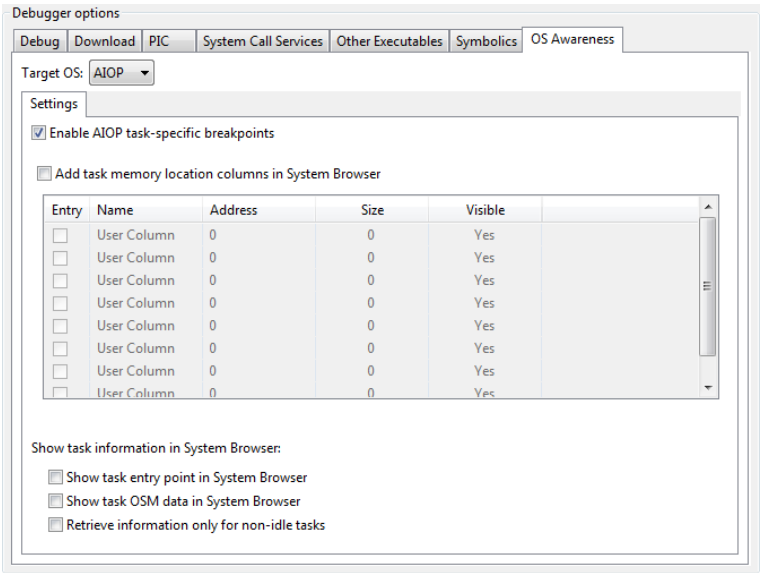 Debugger options
Debug Download PIC System Call Services Other Executables Symbolics OS Awareness
Target OS: AIOP
Settings
Enable AIOP task-specific breakpoints
Add task memory location columns in System Browser
Entry Name Address Size Visible
User Column 0 0 Yes
User Column 0 0 Yes
User Column 0 0 Yes
User Column 0 0 Yes
User Column 0 0 Yes
User Column 0 0 Yes
User Column 0 0 Yes
User Column 0 0 Yes
Show task information in System Browser:
Show task entry point in System Browser
Show task OSM data in System Browser
Retrieve information only for non-idle tasks